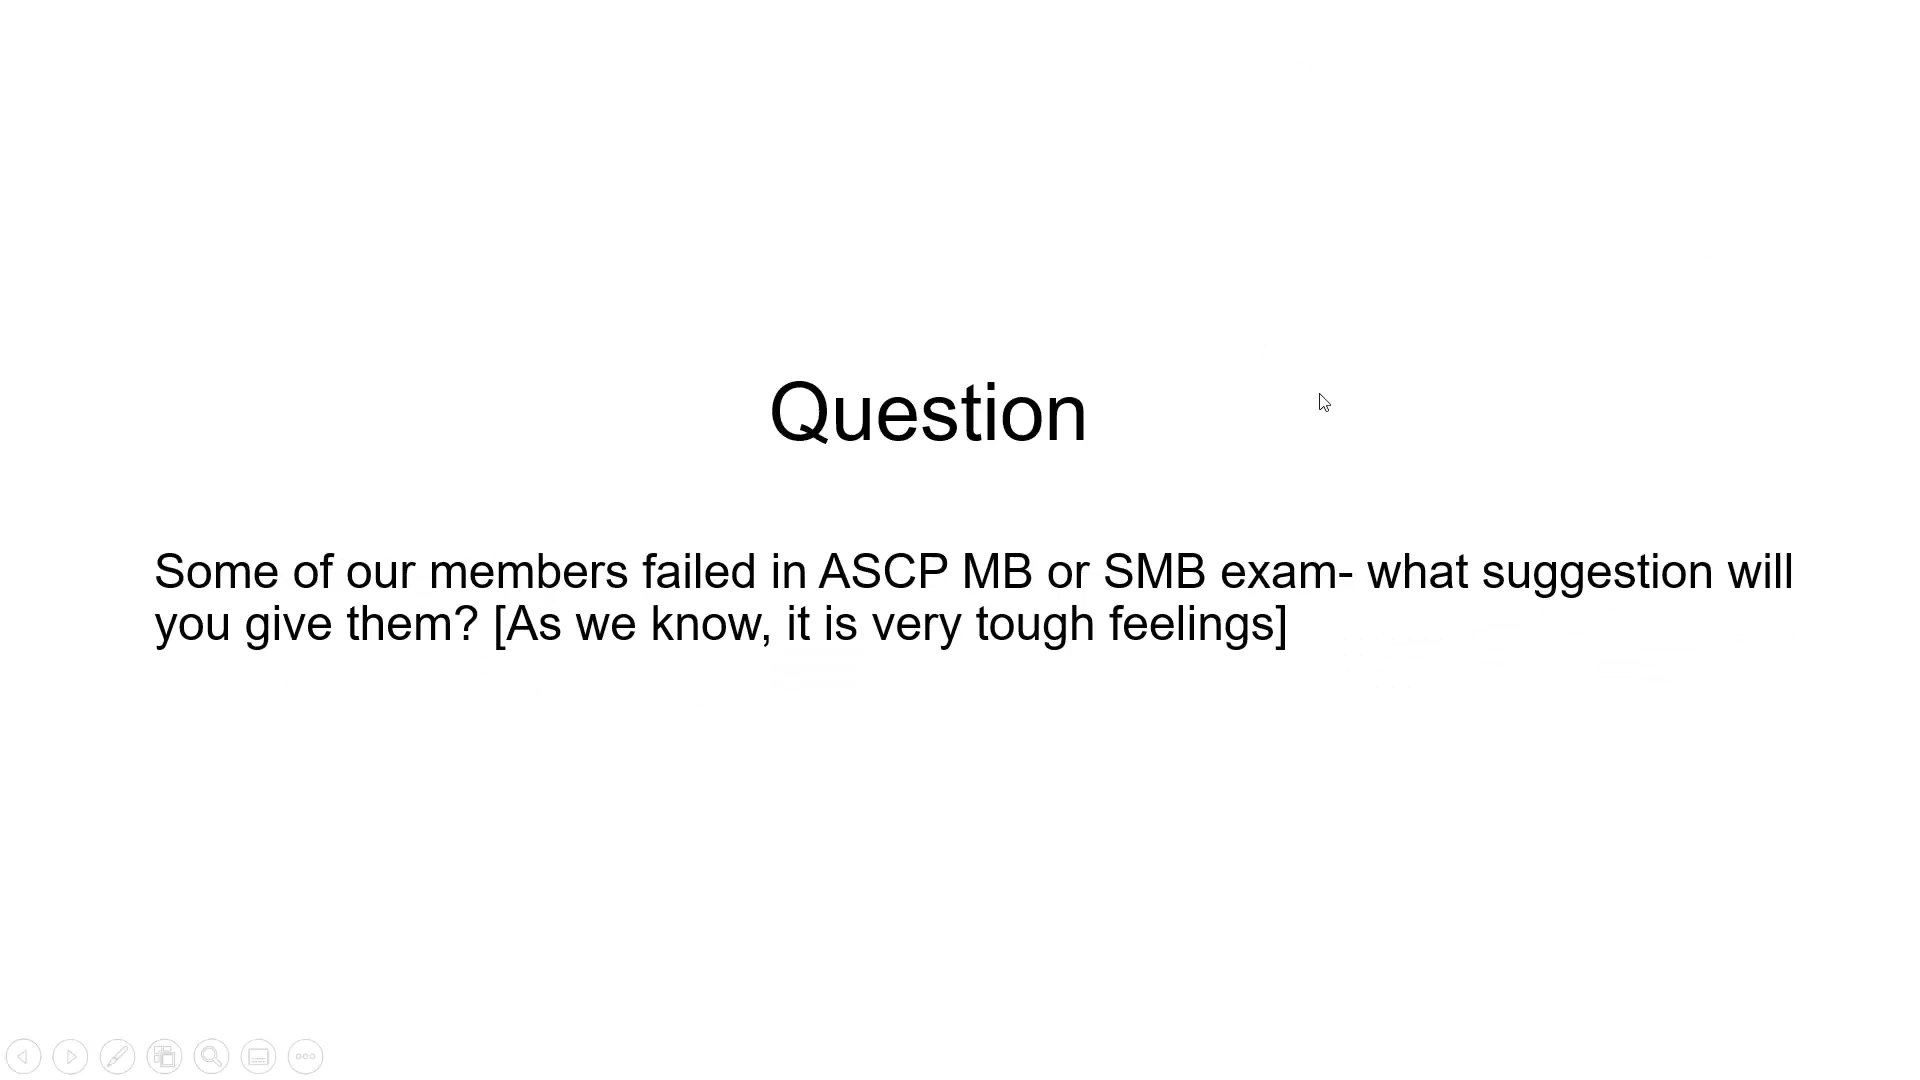 Question
Some of our members failed in ASCP MB or SMB exam- what suggestion will
you give them? [As we know, it is very tough feelings]